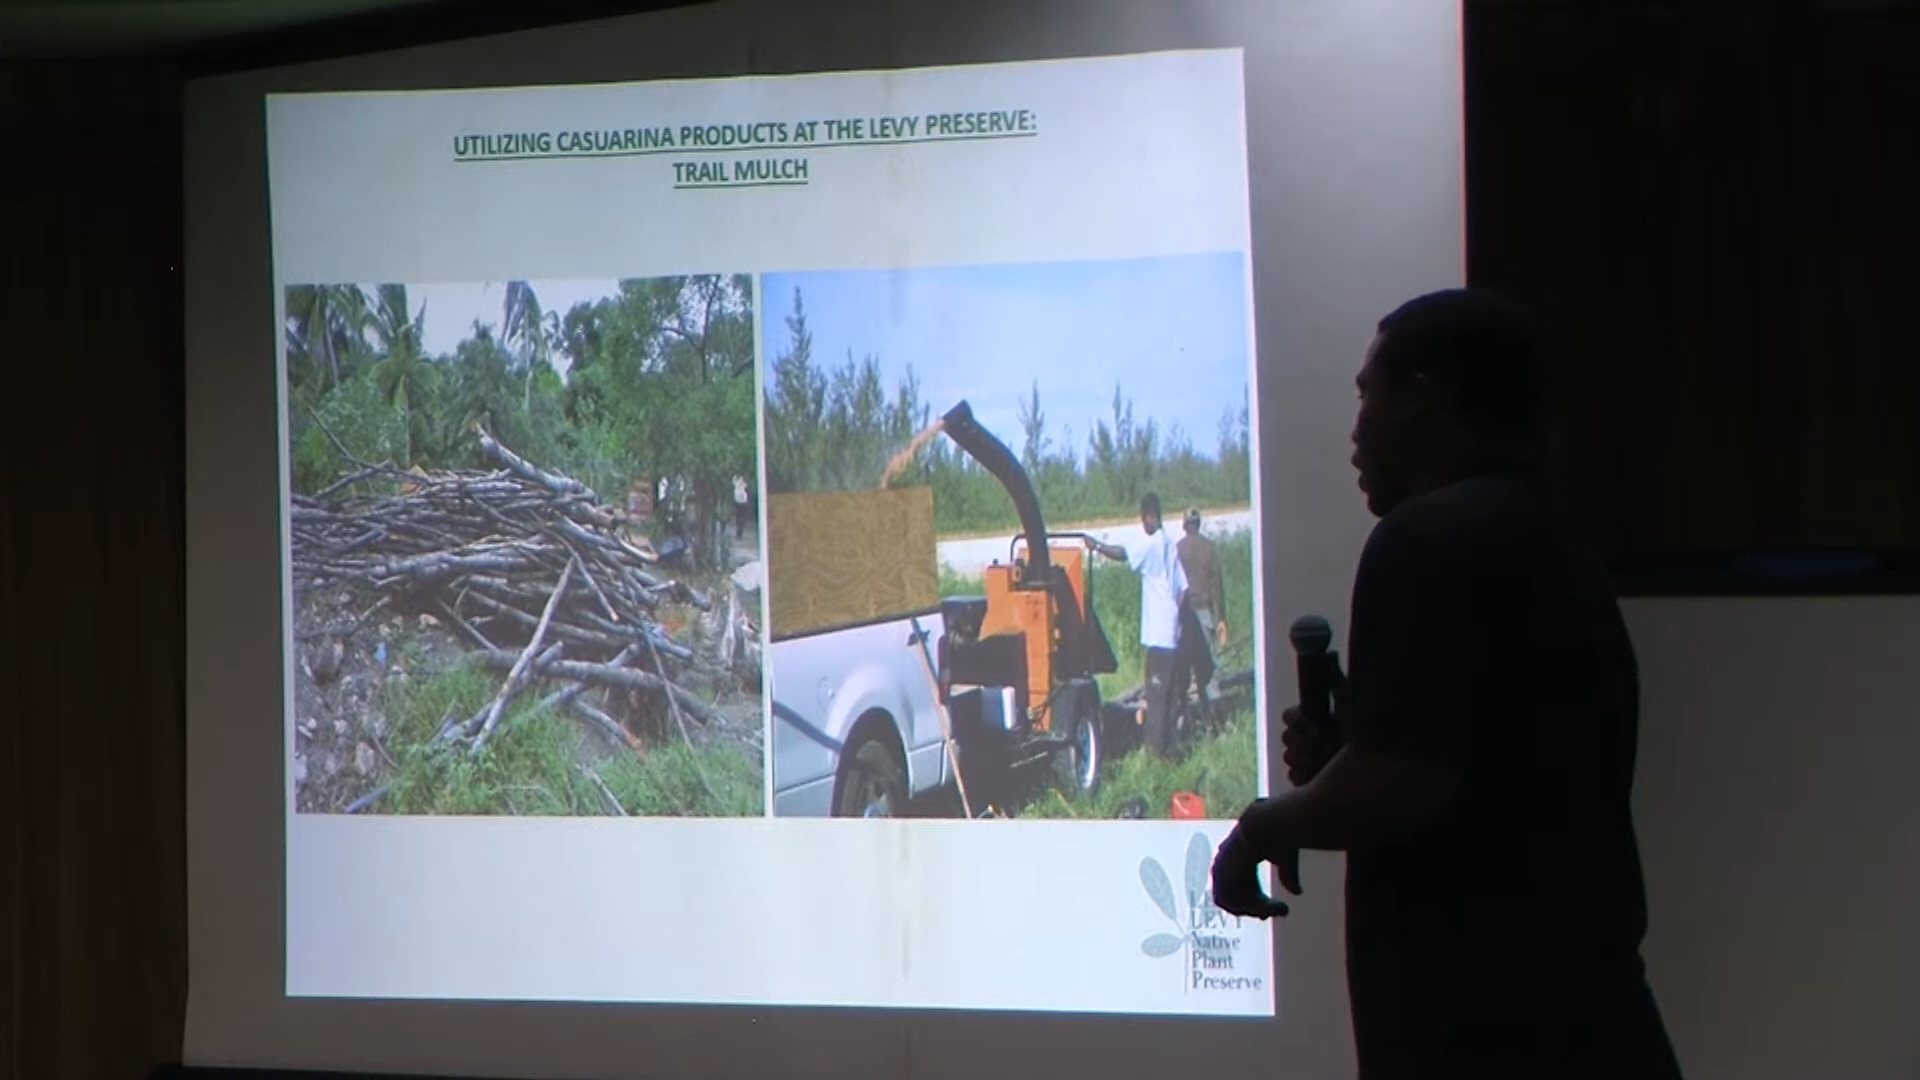 UTILIZING CASUARINA PRODUCTS AT THE LEVY PRESERVE:
TRAIL MULCH
LEVY
Native
Plant
Preserve